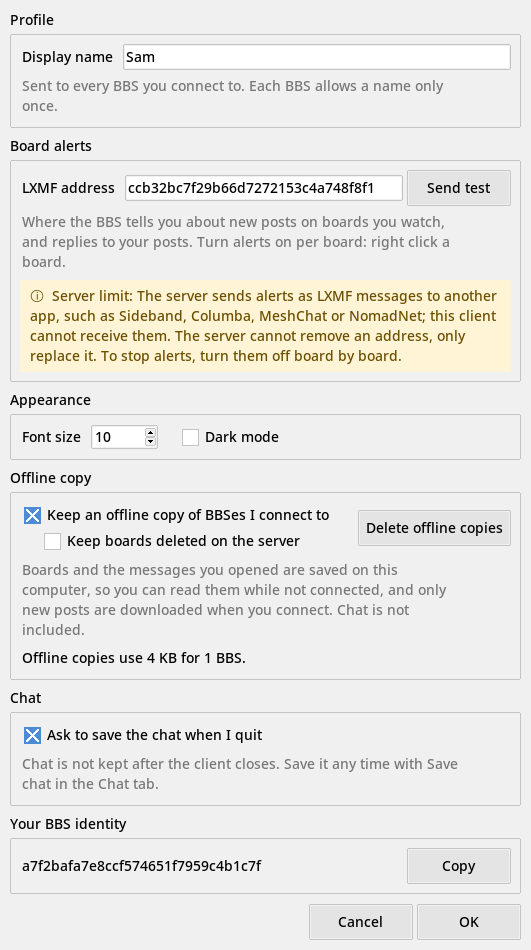 Profile
Display name Sam
Sent to every BBS you connect to. Each BBS allows a name only
once.
Board alerts
LXMF address ccb32bc7f29b66d7272153c4a748f8f1 Send test
Where the BBS tells you about new posts on boards you watch,
and replies to your posts. Turn alerts on per board: right click a
board.
ⓘ Server limit: The server sends alerts as LXMF messages to another
app, such as Sideband, Columba, MeshChat or NomadNet; this client
cannot receive them. The server cannot remove an address, only
replace it. To stop alerts, turn them off board by board.
Appearance
Font size 10 Dark mode
Offline copy
Keep an offline copy of BBSes I connect to
Delete offline copies
Keep boards deleted on the server
Boards and the messages you opened are saved on this
computer, so you can read them while not connected, and only
new posts are downloaded when you connect. Chat is not
included.
Offline copies use 4 KB for 1 BBS.
Chat
Ask to save the chat when I quit
Chat is not kept after the client closes. Save it any time with Save
chat in the Chat tab.
Your BBS identity
a7f2bafa7e8ccf574651f7959c4b1c7f Copy
Cancel OK